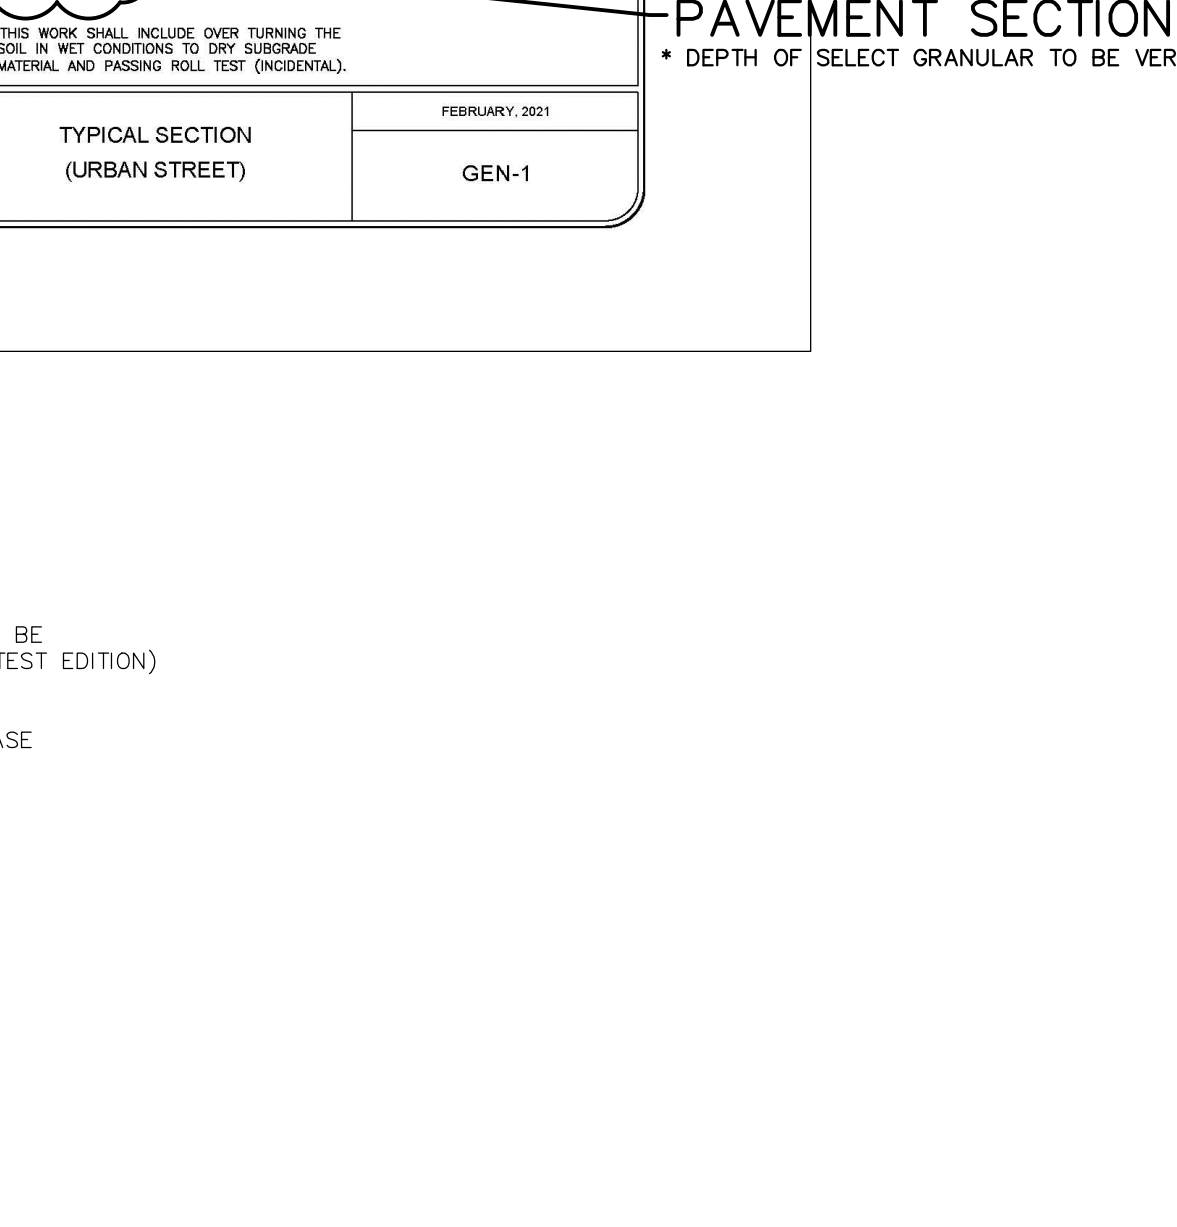 PAVEMENT SECTION
* DEPTH OF SELECT GRANULAR TO BE VER
THIS WORK SHALL INCLUDE OVER TURNING THE
SOIL IN WET CONDITIONS TO DRY SUBGRADE
MATERIAL AND PASSING ROLL TEST (INCIDENTAL).
TYPICAL SECTION
(URBAN STREET)
FEBRUARY, 2021
GEN-1
BE
TEST EDITION)
ASE